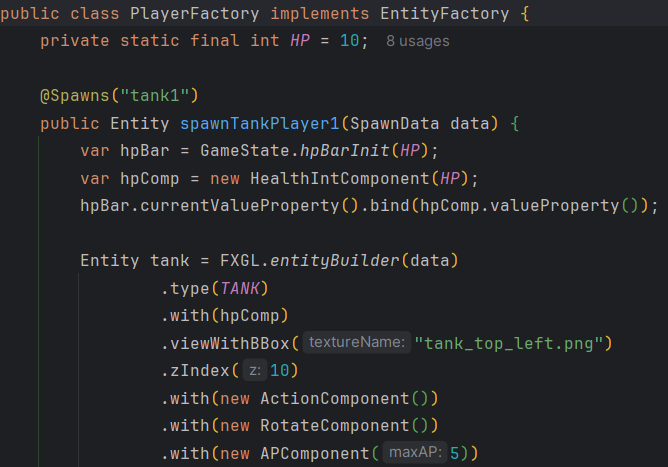 public class PlayerFactory implements EntityFactory {
private static final int HP = 10; 8 usages
@Spawns("tank1")
public Entity spawnTankPlayer1(SpawnData data) {
var hpBar = GameState.hpBarInit(HP);
var hpComp = new HealthIntComponent(HP);
hpBar.currentValueProperty().bind(hpComp.valueProperty());
Entity tank = FXGL.entityBuilder(data)
.type(TANK)
.with(hpComp)
.viewWithBBox( textureName: "tank_top_left.png")
.zIndex( z: 10)
.with(new ActionComponent())
.with(new RotateComponent())
.with(new APComponent( maxAP: 5))